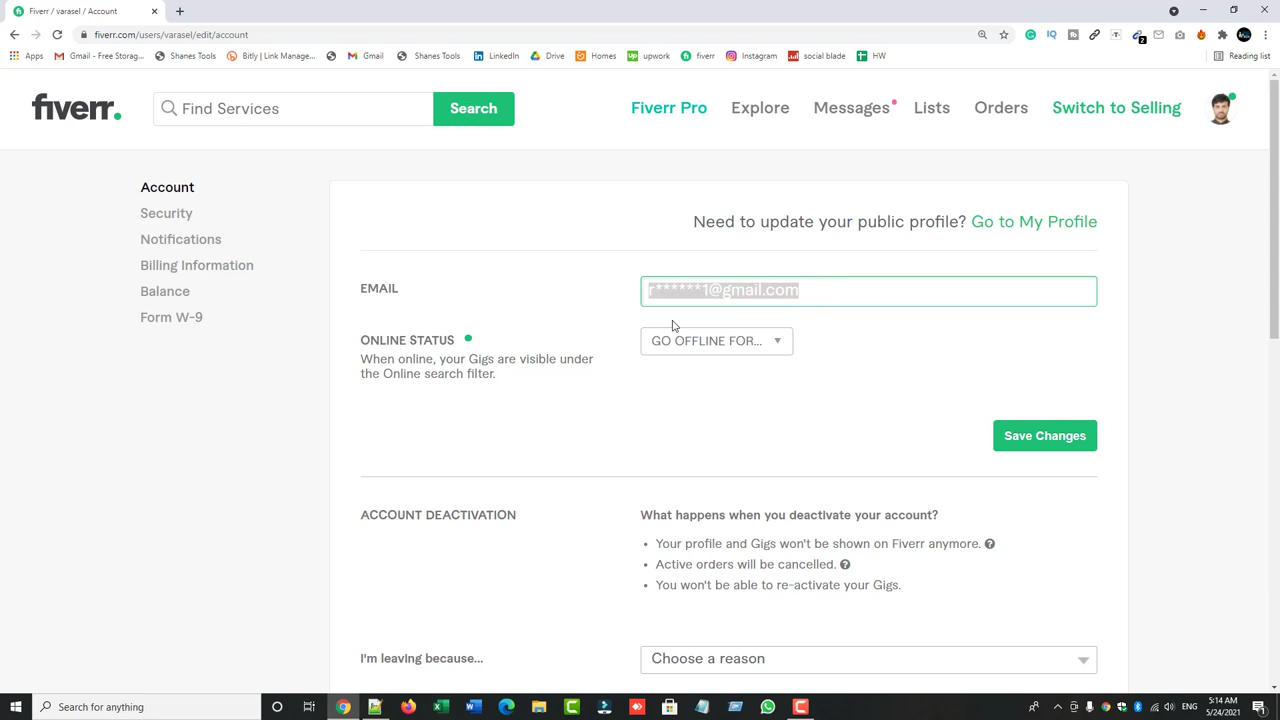 Fiverr / varasel / Account
fiverr.com/users/varasel/edit/account
Apps Gmail - Free Storag... Shanes Tools Bitly | Link Manage... Gmail Shanes Tools LinkedIn Drive Homes upwork fiverr Instagram social blade HW Reading list
fiverr. Find Services Search Fiverr Pro Explore Messages Lists Orders Switch to Selling
Account
Security
Notifications
Billing Information
Balance
Form W-9
Need to update your public profile? Go to My Profile
EMAIL r******1@gmail.com
ONLINE STATUS GO OFFLINE FOR...
When online, your Gigs are visible under
the Online search filter.
Save Changes
ACCOUNT DEACTIVATION What happens when you deactivate your account?
• Your profile and Gigs won't be shown on Fiverr anymore.
• Active orders will be cancelled.
• You won't be able to re-activate your Gigs.
I'm leaving because... Choose a reason
Search for anything
5:14 AM
5/24/2021